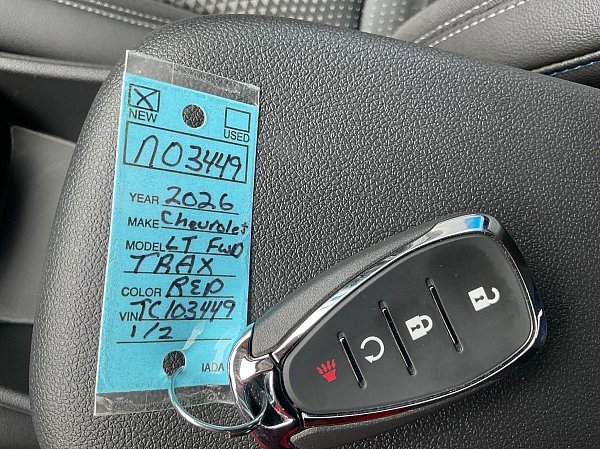 NEW
USED
N03449
YEAR 2026
MAKE Chevrolet
MODEL LT FWD
TRAX
COLOR RED
VIN TC103449
1/2
IADA